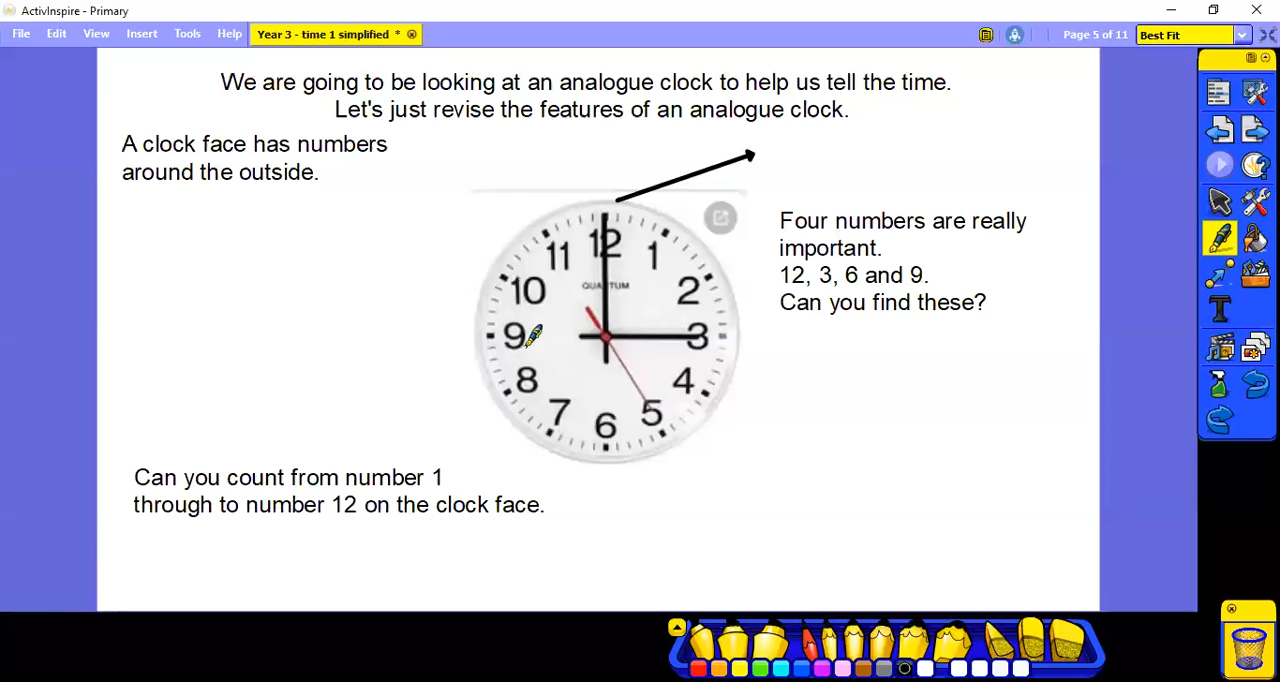 ActivInspire - Primary
File Edit View Insert Tools Help Year 3 - time 1 simplified * Page 5 of 11 Best Fit
We are going to be looking at an analogue clock to help us tell the time.
Let's just revise the features of an analogue clock.
A clock face has numbers
around the outside.
12
11
1
10
QUANTUM
2
9
3
8
4
7
5
6
Four numbers are really
important.
12, 3, 6 and 9.
Can you find these?
Can you count from number 1
through to number 12 on the clock face.
T